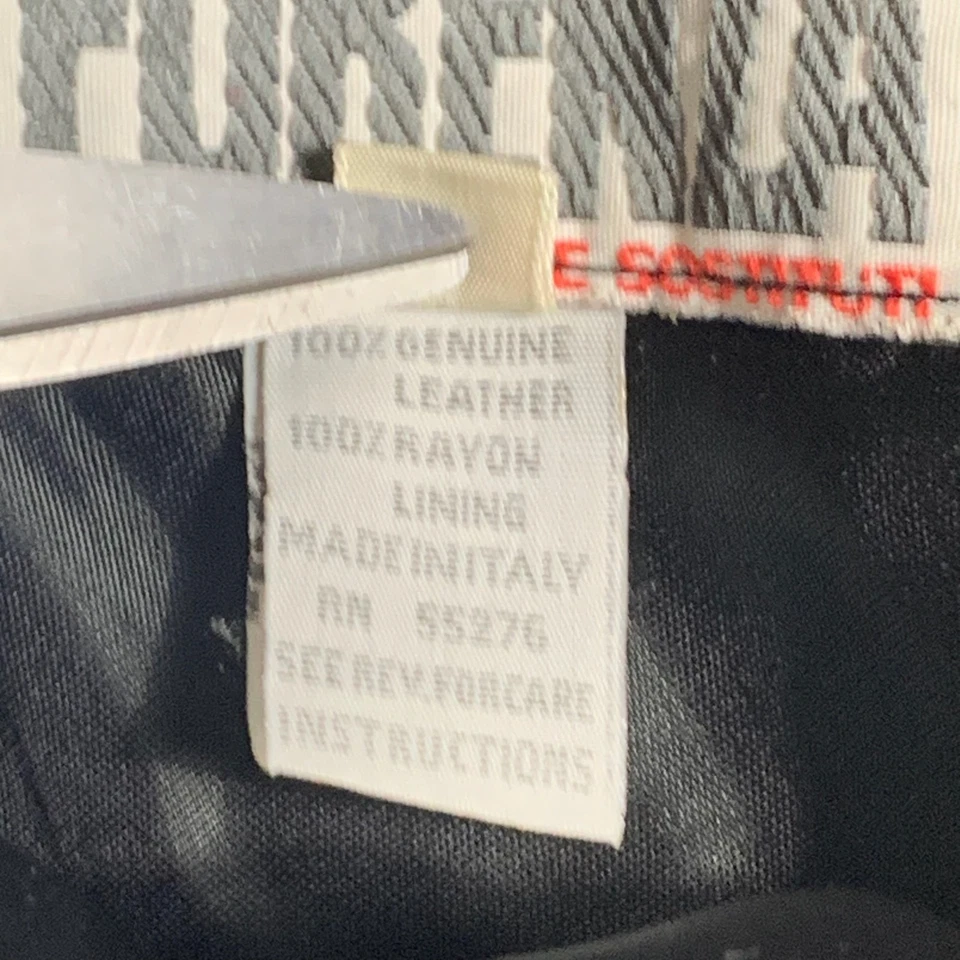 E SOSTITUTI
100% GENUINE
LEATHER
100% RAYON
LINING
MADE IN ITALY
RN 55276
SEE REV. FOR CARE
INSTRUCTIONS